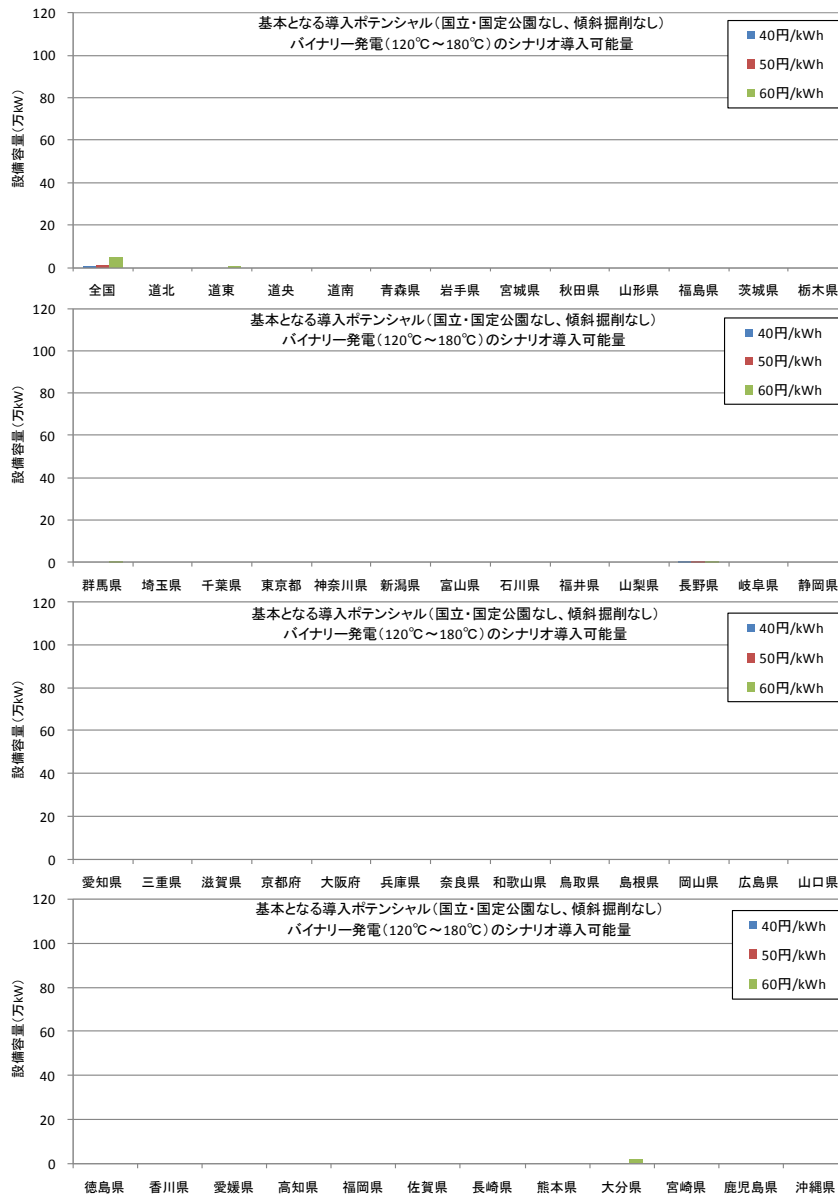 基本となる導入ポテンシャル(国立・国定公園なし、傾斜掘削なし)
バイナリー発電(120℃～180℃)のシナリオ導入可能量
40円/kWh
50円/kWh
60円/kWh
設備容量(万kW)
120
100
80
60
40
20
0
全国 道北 道東 道央 道南 青森県 岩手県 宮城県 秋田県 山形県 福島県 茨城県 栃木県
基本となる導入ポテンシャル(国立・国定公園なし、傾斜掘削なし)
バイナリー発電(120℃～180℃)のシナリオ導入可能量
40円/kWh
50円/kWh
60円/kWh
設備容量(万kW)
120
100
80
60
40
20
0
群馬県 埼玉県 千葉県 東京都 神奈川県 新潟県 富山県 石川県 福井県 山梨県 長野県 岐阜県 静岡県
基本となる導入ポテンシャル(国立・国定公園なし、傾斜掘削なし)
バイナリー発電(120℃～180℃)のシナリオ導入可能量
40円/kWh
50円/kWh
60円/kWh
設備容量(万kW)
120
100
80
60
40
20
0
愛知県 三重県 滋賀県 京都府 大阪府 兵庫県 奈良県 和歌山県 鳥取県 島根県 岡山県 広島県 山口県
基本となる導入ポテンシャル(国立・国定公園なし、傾斜掘削なし)
バイナリー発電(120℃～180℃)のシナリオ導入可能量
40円/kWh
50円/kWh
60円/kWh
設備容量(万kW)
120
100
80
60
40
20
0
徳島県 香川県 愛媛県 高知県 福岡県 佐賀県 長崎県 熊本県 大分県 宮崎県 鹿児島県 沖縄県